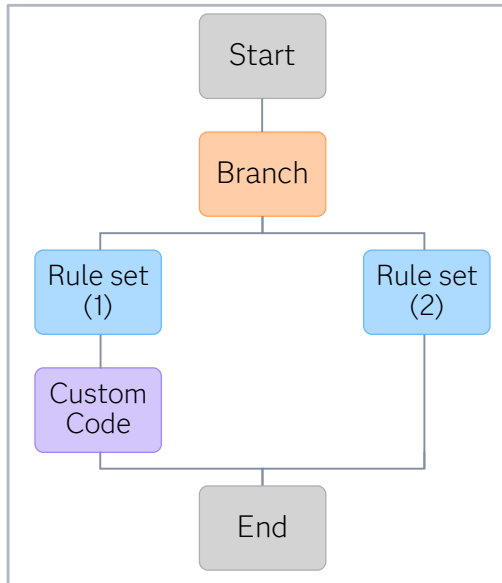 Start
Branch
Rule set
(1)
Rule set
(2)
Custom
Code
End